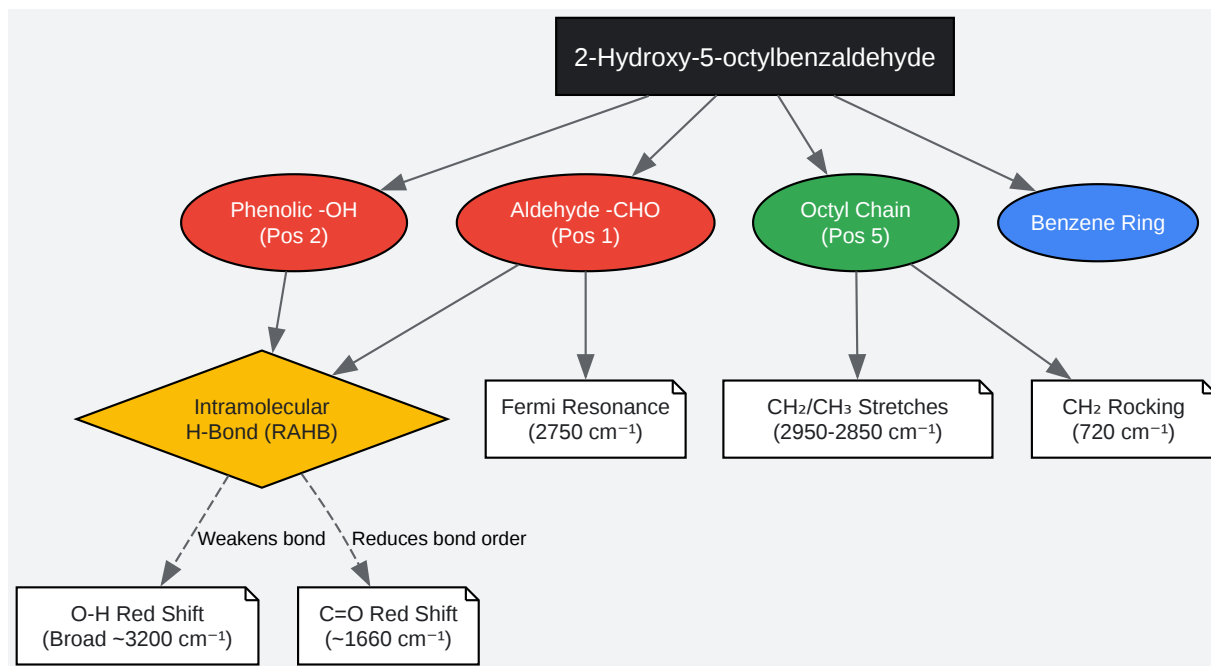 2-Hydroxy-5-octylbenzaldehyde
Phenolic -OH
(Pos 2)
Aldehyde -CHO
(Pos 1)
Octyl Chain
(Pos 5)
Benzene Ring
Intramolecular
H-Bond (RAHB)
Fermi Resonance
(2750 cm⁻¹)
CH₂/CH₃ Stretches
(2950-2850 cm⁻¹)
CH₂ Rocking
(720 cm⁻¹)
Weakens bond
Reduces bond order
O-H Red Shift
(Broad ~3200 cm⁻¹)
C=O Red Shift
(~1660 cm⁻¹)